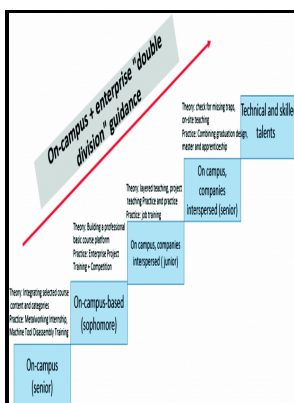 On-campus + enterprise "double
division" guidance
Theory: check for missing traps,
on-site teaching
Practice: Combining graduation design,
master and apprenticeship
Technical and skilled
talents
Theory: layered teaching, project
teaching Practice and practice
Practice: job training
On campus,
companies
interspersed (senior)
Theory: Building a professional
basic course platform
Practice: Enterprise Project
Training + Competition
On campus, companies
interspersed (junior)
Theory: Integrating selected course
content and categories
Practice: Metalworking Internship,
Machine Tool Disassembly Training
On-campus-based
(sophomore)
On-campus
(senior)